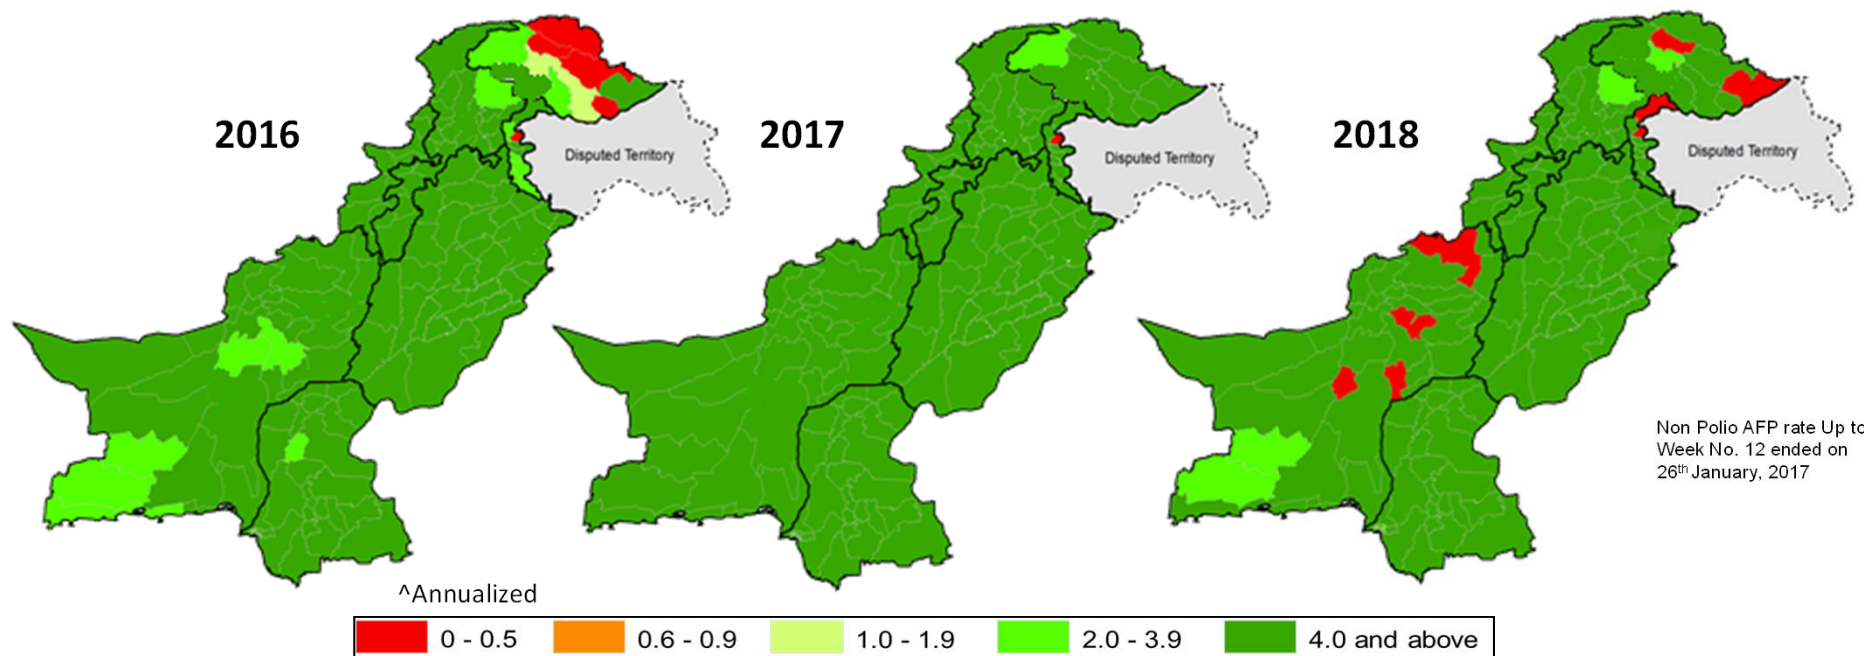 2016
2017
2018
Disputed Territory
Disputed Territory
Disputed Territory
Non Polio AFP rate Up to
Week No. 12 ended on
26th January, 2017
^Annualized
0 - 0.5
0.6 - 0.9
1.0 - 1.9
2.0 - 3.9
4.0 and above